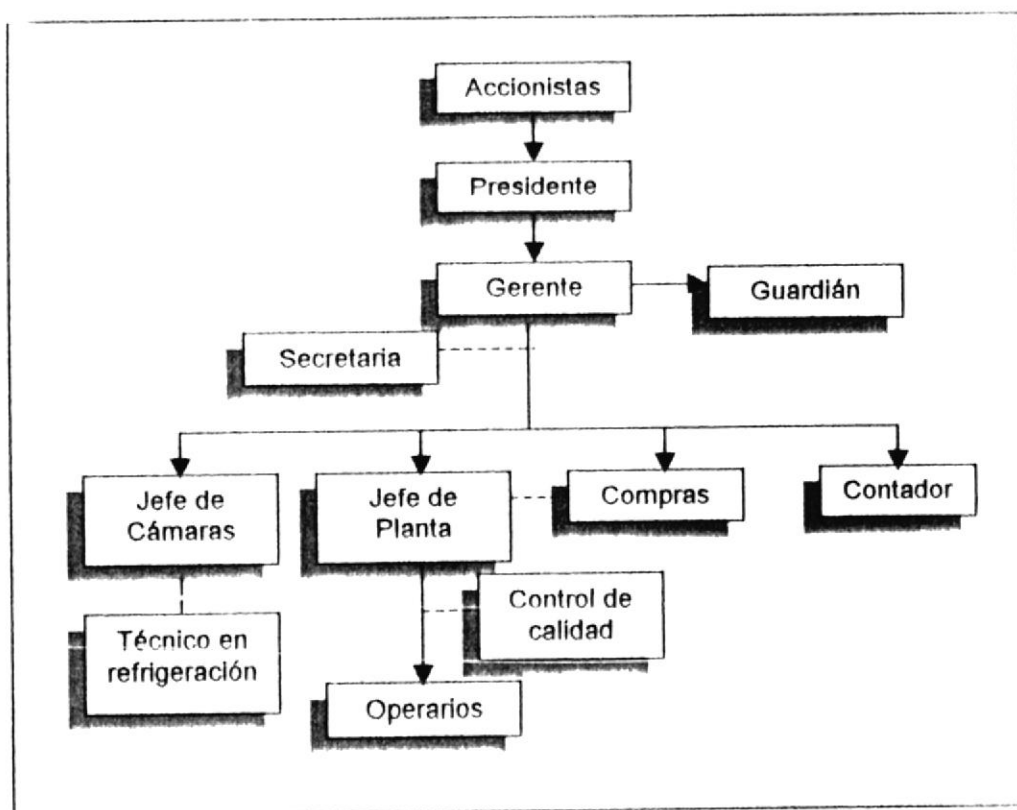 Accionistas
Presidente
Gerente
Guardián
Secretaria
Jefe de
Cámaras
Jefe de
Planta
Compras
Contador
Técnico en
refrigeración
Control de
calidad
Operarios